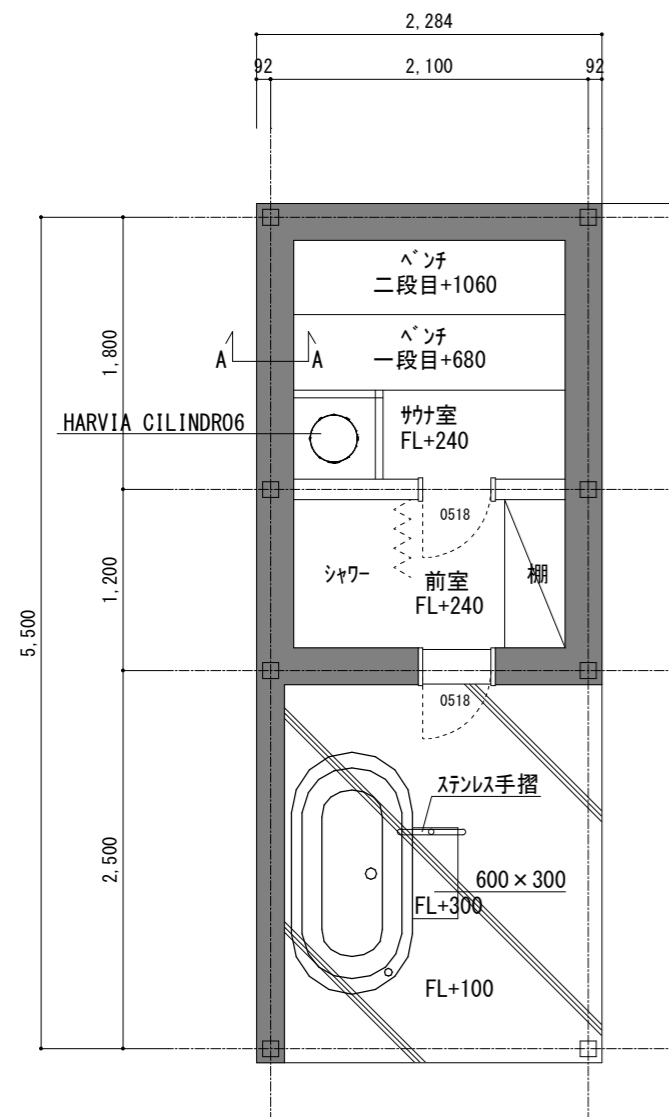 2,284
92
2,100
92
ﾍﾞﾝﾁ
二段目+1060
ﾍﾞﾝﾁ
一段目+680
A
A
1,800
HARVIA CILINDRO6
ｻｳﾅ室
FL+240
0518
ｼｬﾜｰ
前室
FL+240
棚
1,200
5,500
0518
ｽﾃﾝﾚｽ手摺
2,500
600×300
FL+300
FL+100